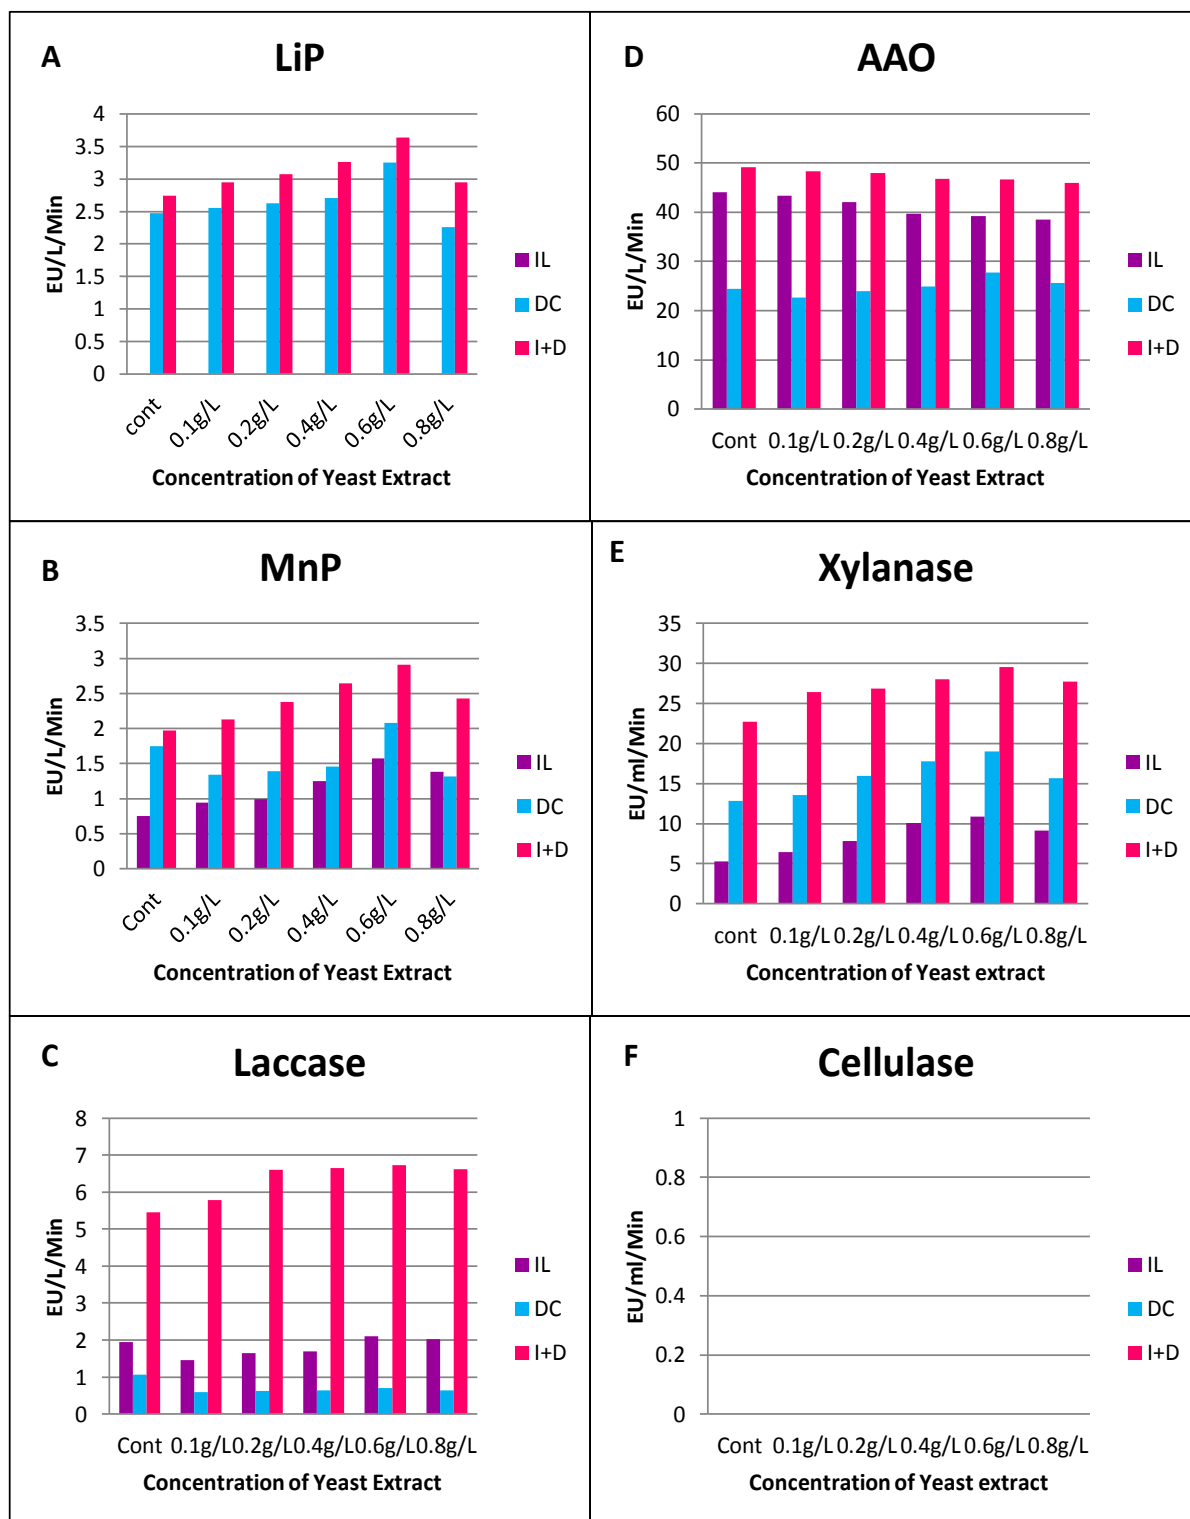 A
LiP
4
3.5
3
2.5
2
1.5
1
0.5
0
EU/L/Min
cont 0.1g/L 0.2g/L 0.4g/L 0.6g/L 0.8g/L
Concentration of Yeast Extract
IL
DC
I+D
D
AAO
60
50
40
30
20
10
0
EU/L/Min
Cont 0.1g/L 0.2g/L 0.4g/L 0.6g/L 0.8g/L
Concentration of Yeast Extract
IL
DC
I+D
B
MnP
3.5
3
2.5
2
1.5
1
0.5
0
EU/L/Min
Cont 0.1g/L 0.2g/L 0.4g/L 0.6g/L 0.8g/L
Concentration of Yeast Extract
IL
DC
I+D
E
Xylanase
35
30
25
20
15
10
5
0
EU/ml/Min
cont 0.1g/L 0.2g/L 0.4g/L 0.6g/L 0.8g/L
Concentration of Yeast extract
IL
DC
I+D
C
Laccase
8
7
6
5
4
3
2
1
0
EU/L/Min
Cont 0.1g/L 0.2g/L 0.4g/L 0.6g/L 0.8g/L
Concentration of Yeast Extract
IL
DC
I+D
F
Cellulase
1
0.8
0.6
0.4
0.2
0
EU/ml/Min
Cont 0.1g/L 0.2g/L 0.4g/L 0.6g/L 0.8g/L
Concentration of Yeast extract
IL
DC
I+D